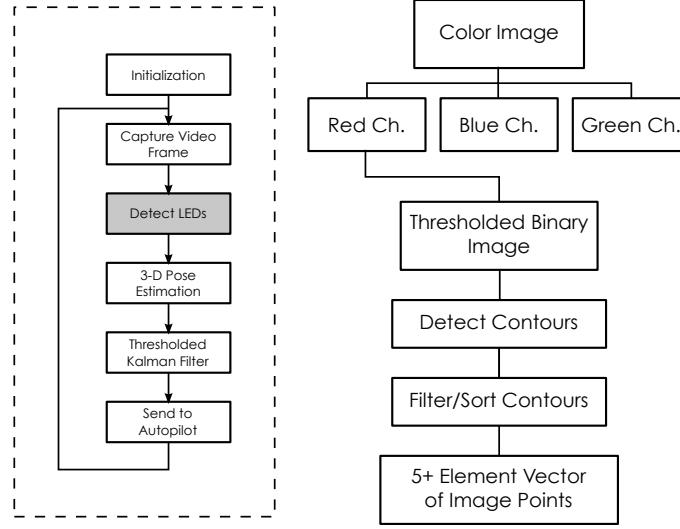 Initialization
Capture Video
Frame
Detect LEDs
3-D Pose
Estimation
Thresholded
Kalman Filter
Send to
Autopilot
Color Image
Red Ch.
Blue Ch.
Green Ch.
Thresholded Binary
Image
Detect Contours
Filter/Sort Contours
5+ Element Vector
of Image Points